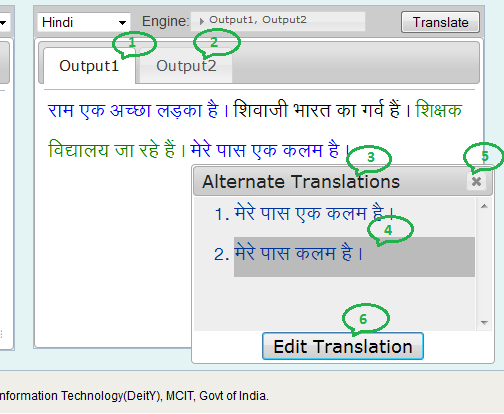 Hindi Engine: Output1, Output2 Translate
1 2
Output1 Output2
राम एक अच्छा लड़का है । शिवाजी भारत का गर्व हैं । शिक्षक
विद्यालय जा रहे हैं । मेरे पास एक कलम है ।
3 5
Alternate Translations
1. मेरे पास एक कलम है ।
4
2. मेरे पास कलम है ।
6
Edit Translation
nformation Technology(DeitY), MCIT, Govt of India.